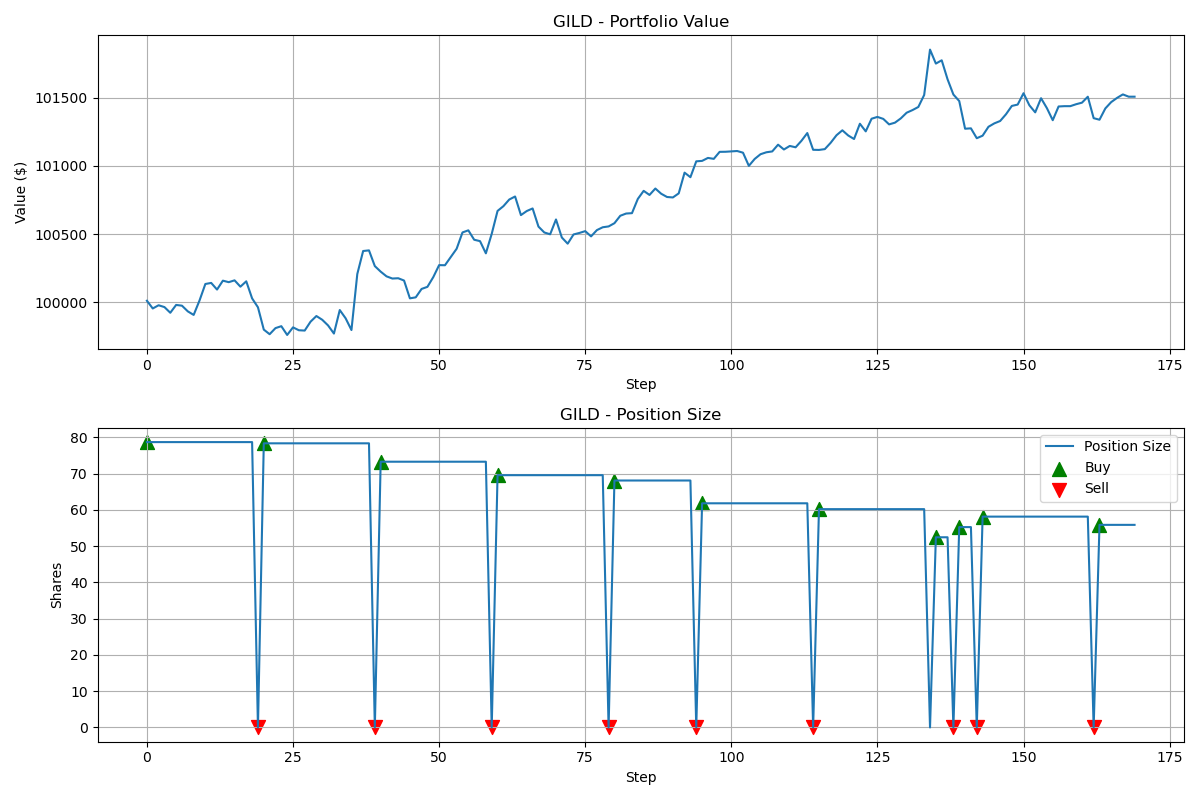 GILD - Portfolio Value
Value ($)
101500
101000
100500
100000
0 25 50 75 100 125 150 175
Step
GILD - Position Size
Shares
80
70
60
50
40
30
20
10
0
Position Size
Buy
Sell
0 25 50 75 100 125 150 175
Step